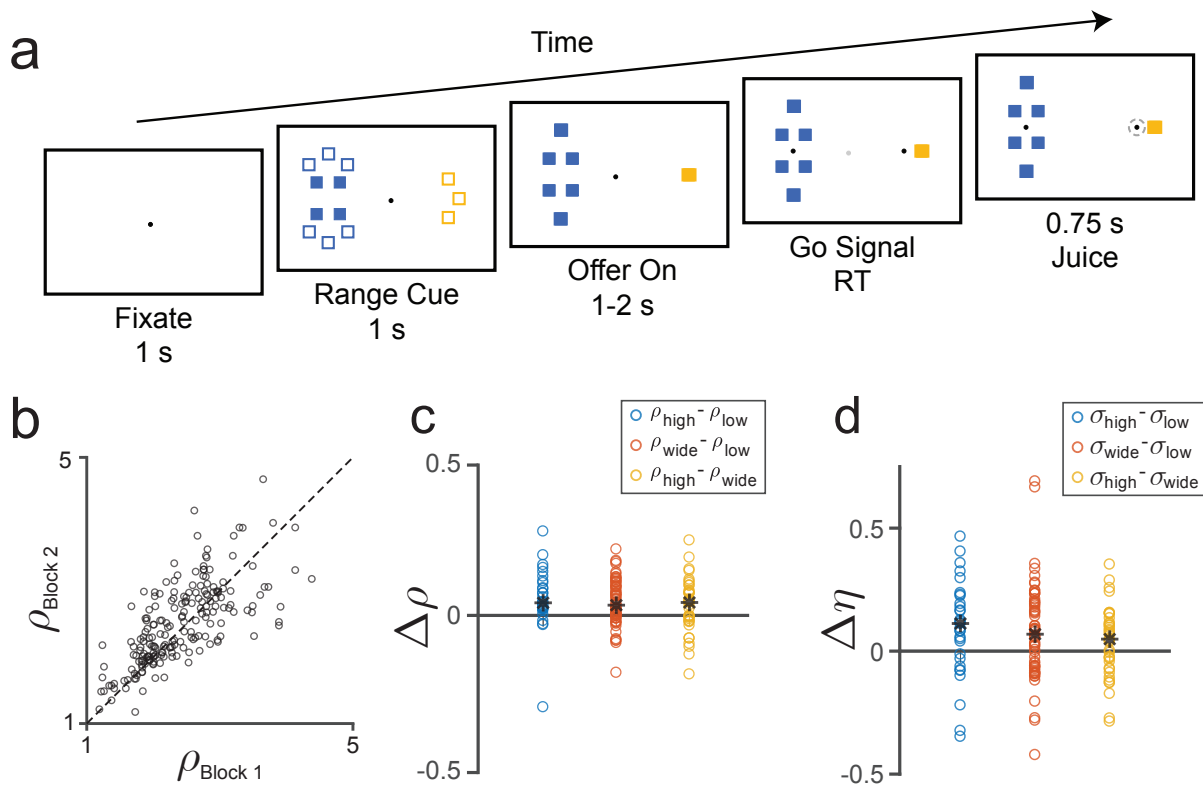 a
Time
Fixate
1 s
Range Cue
1 s
Offer On
1-2 s
Go Signal
RT
0.75 s
Juice
b
5
ρBlock 2
1
1
5
ρBlock 1
c
ρhigh - ρlow
ρwide - ρlow
ρhigh - ρwide
0.5
Δρ
0
-0.5
d
σhigh - σlow
σwide - σlow
σhigh - σwide
0.5
Δη
0
-0.5